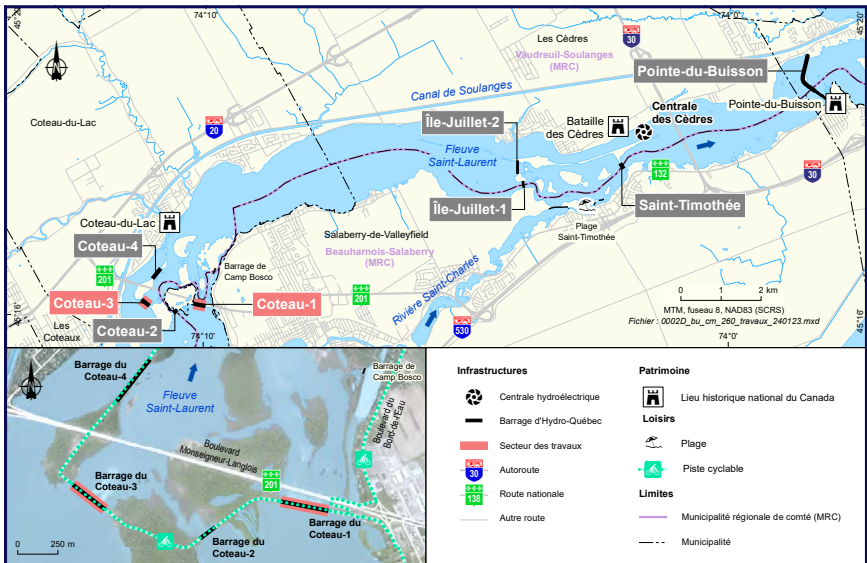 45°20'
74°10'
74°0'
45°20'
Les Cèdres
30
Vaudreuil-Soulanges
(MRC)
Pointe-du-Buisson
Canal de Soulanges
Pointe-du-Buisson
Coteau-du-Lac
20
Île-Juillet-2
Bataille
des Cèdres
Centrale
des Cèdres
Fleuve
Saint-Laurent
132
30
Île-Juillet-1
Saint-Timothée
Plage
Saint-Timothée
Coteau-du-Lac
Coteau-4
Salaberry-de-Valleyfield
Beauharnois-Salaberry
(MRC)
Barrage de
Camp Bosco
201
Coteau-3
Coteau-1
201
Rivière Saint-Charles
Coteau-2
Les
Coteaux
530
45°16'
74°10'
74°0'
45°16'
0 1 2 km
MTM, fuseau 8, NAD83 (SCRS)
Fichier : 0002D_bu_cm_260_travaux_240123.mxd
Barrage du
Coteau-4
Fleuve
Saint-Laurent
Barrage de
Camp Bosco
Boulevard du
Bord-de-l'Eau
Boulevard
Monseigneur-Langlois
201
Barrage du
Coteau-3
Barrage du
Coteau-2
Barrage du
Coteau-1
0 250 m
Infrastructures
Centrale hydroélectrique
Barrage d'Hydro-Québec
Secteur des travaux
30 Autoroute
138 Route nationale
Autre route
Patrimoine
Lieu historique national du Canada
Loisirs
Plage
Piste cyclable
Limites
Municipalité régionale de comté (MRC)
Municipalité